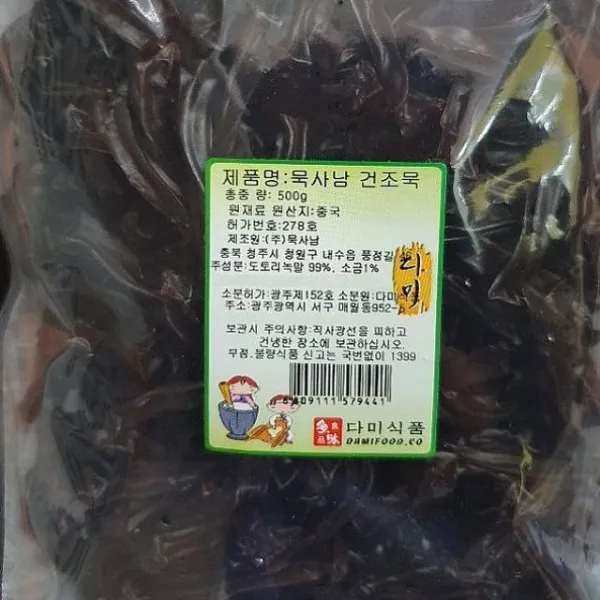 제품명:묵사남 건조묵
총중 량: 500g
원재료 원산지:중국
허가번호:278호
제조원:(주)묵사남
충북 청주시 청원구 내수읍 풍정길
주성분:도토리녹말 99%, 소금1%
다미
소분허가:광주제152호 소분원:다미식품
주소:광주광역시 서구 매월동952-
보관시 주의사항:직사광선을 피하고
건냉한 장소에 보관하십시오.
부정,불량식품 신고는 국번없이 1399
8 809111 579441
다미식품
DAMIFOOD.CO